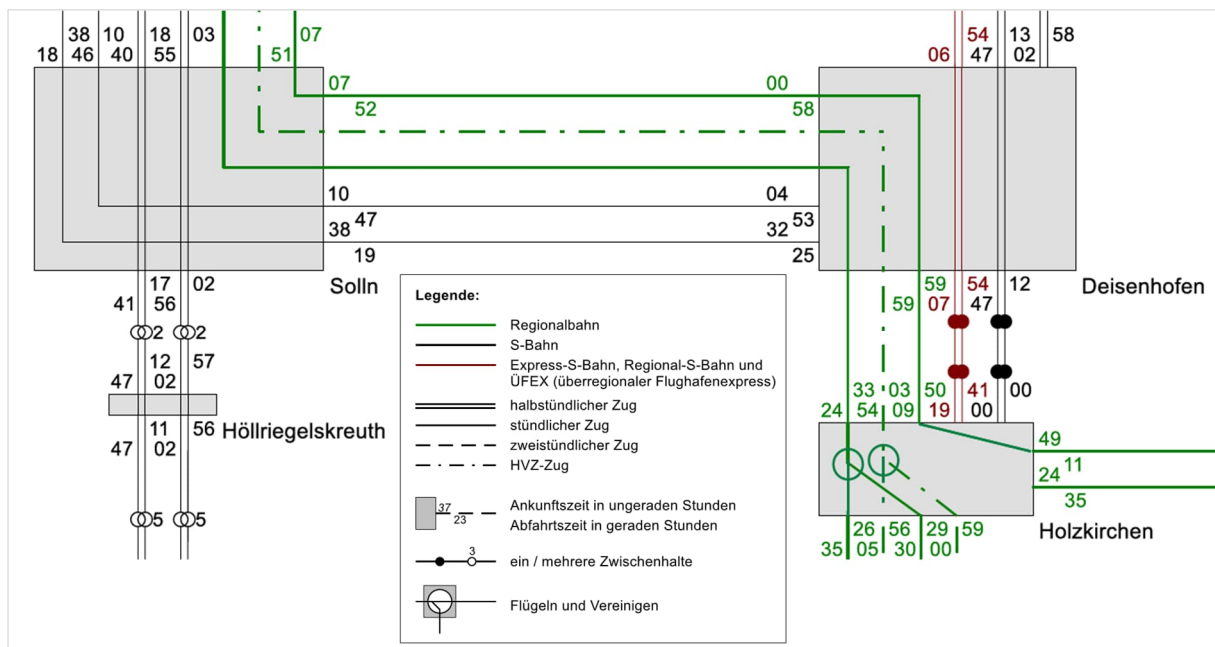 38 10 18 03 07 54 13
18 46 40 55 51 06 47 02 58
07 00
52 58
10 04
47 53
38 32
19 25
17 02 Solln 59 54 12 Deisenhofen
41 56 59 07 47
2 2
12 57
47 02
33 03 50 41 00
24 54 09 19 00
11 56 Höllriegelskreuth
47 02
49
11
24
35
5 5
Holzkirchen
26 56 29 59
35 05 30 00
Legende:
Regionalbahn
S-Bahn
Express-S-Bahn, Regional-S-Bahn und
ÜFEX (überregionaler Flughafenexpress)
halbstündlicher Zug
stündlicher Zug
zweistündlicher Zug
HVZ-Zug
37 Ankunftszeit in ungeraden Stunden
23 Abfahrtszeit in geraden Stunden
3
ein / mehrere Zwischenhalte
Flügeln und Vereinigen